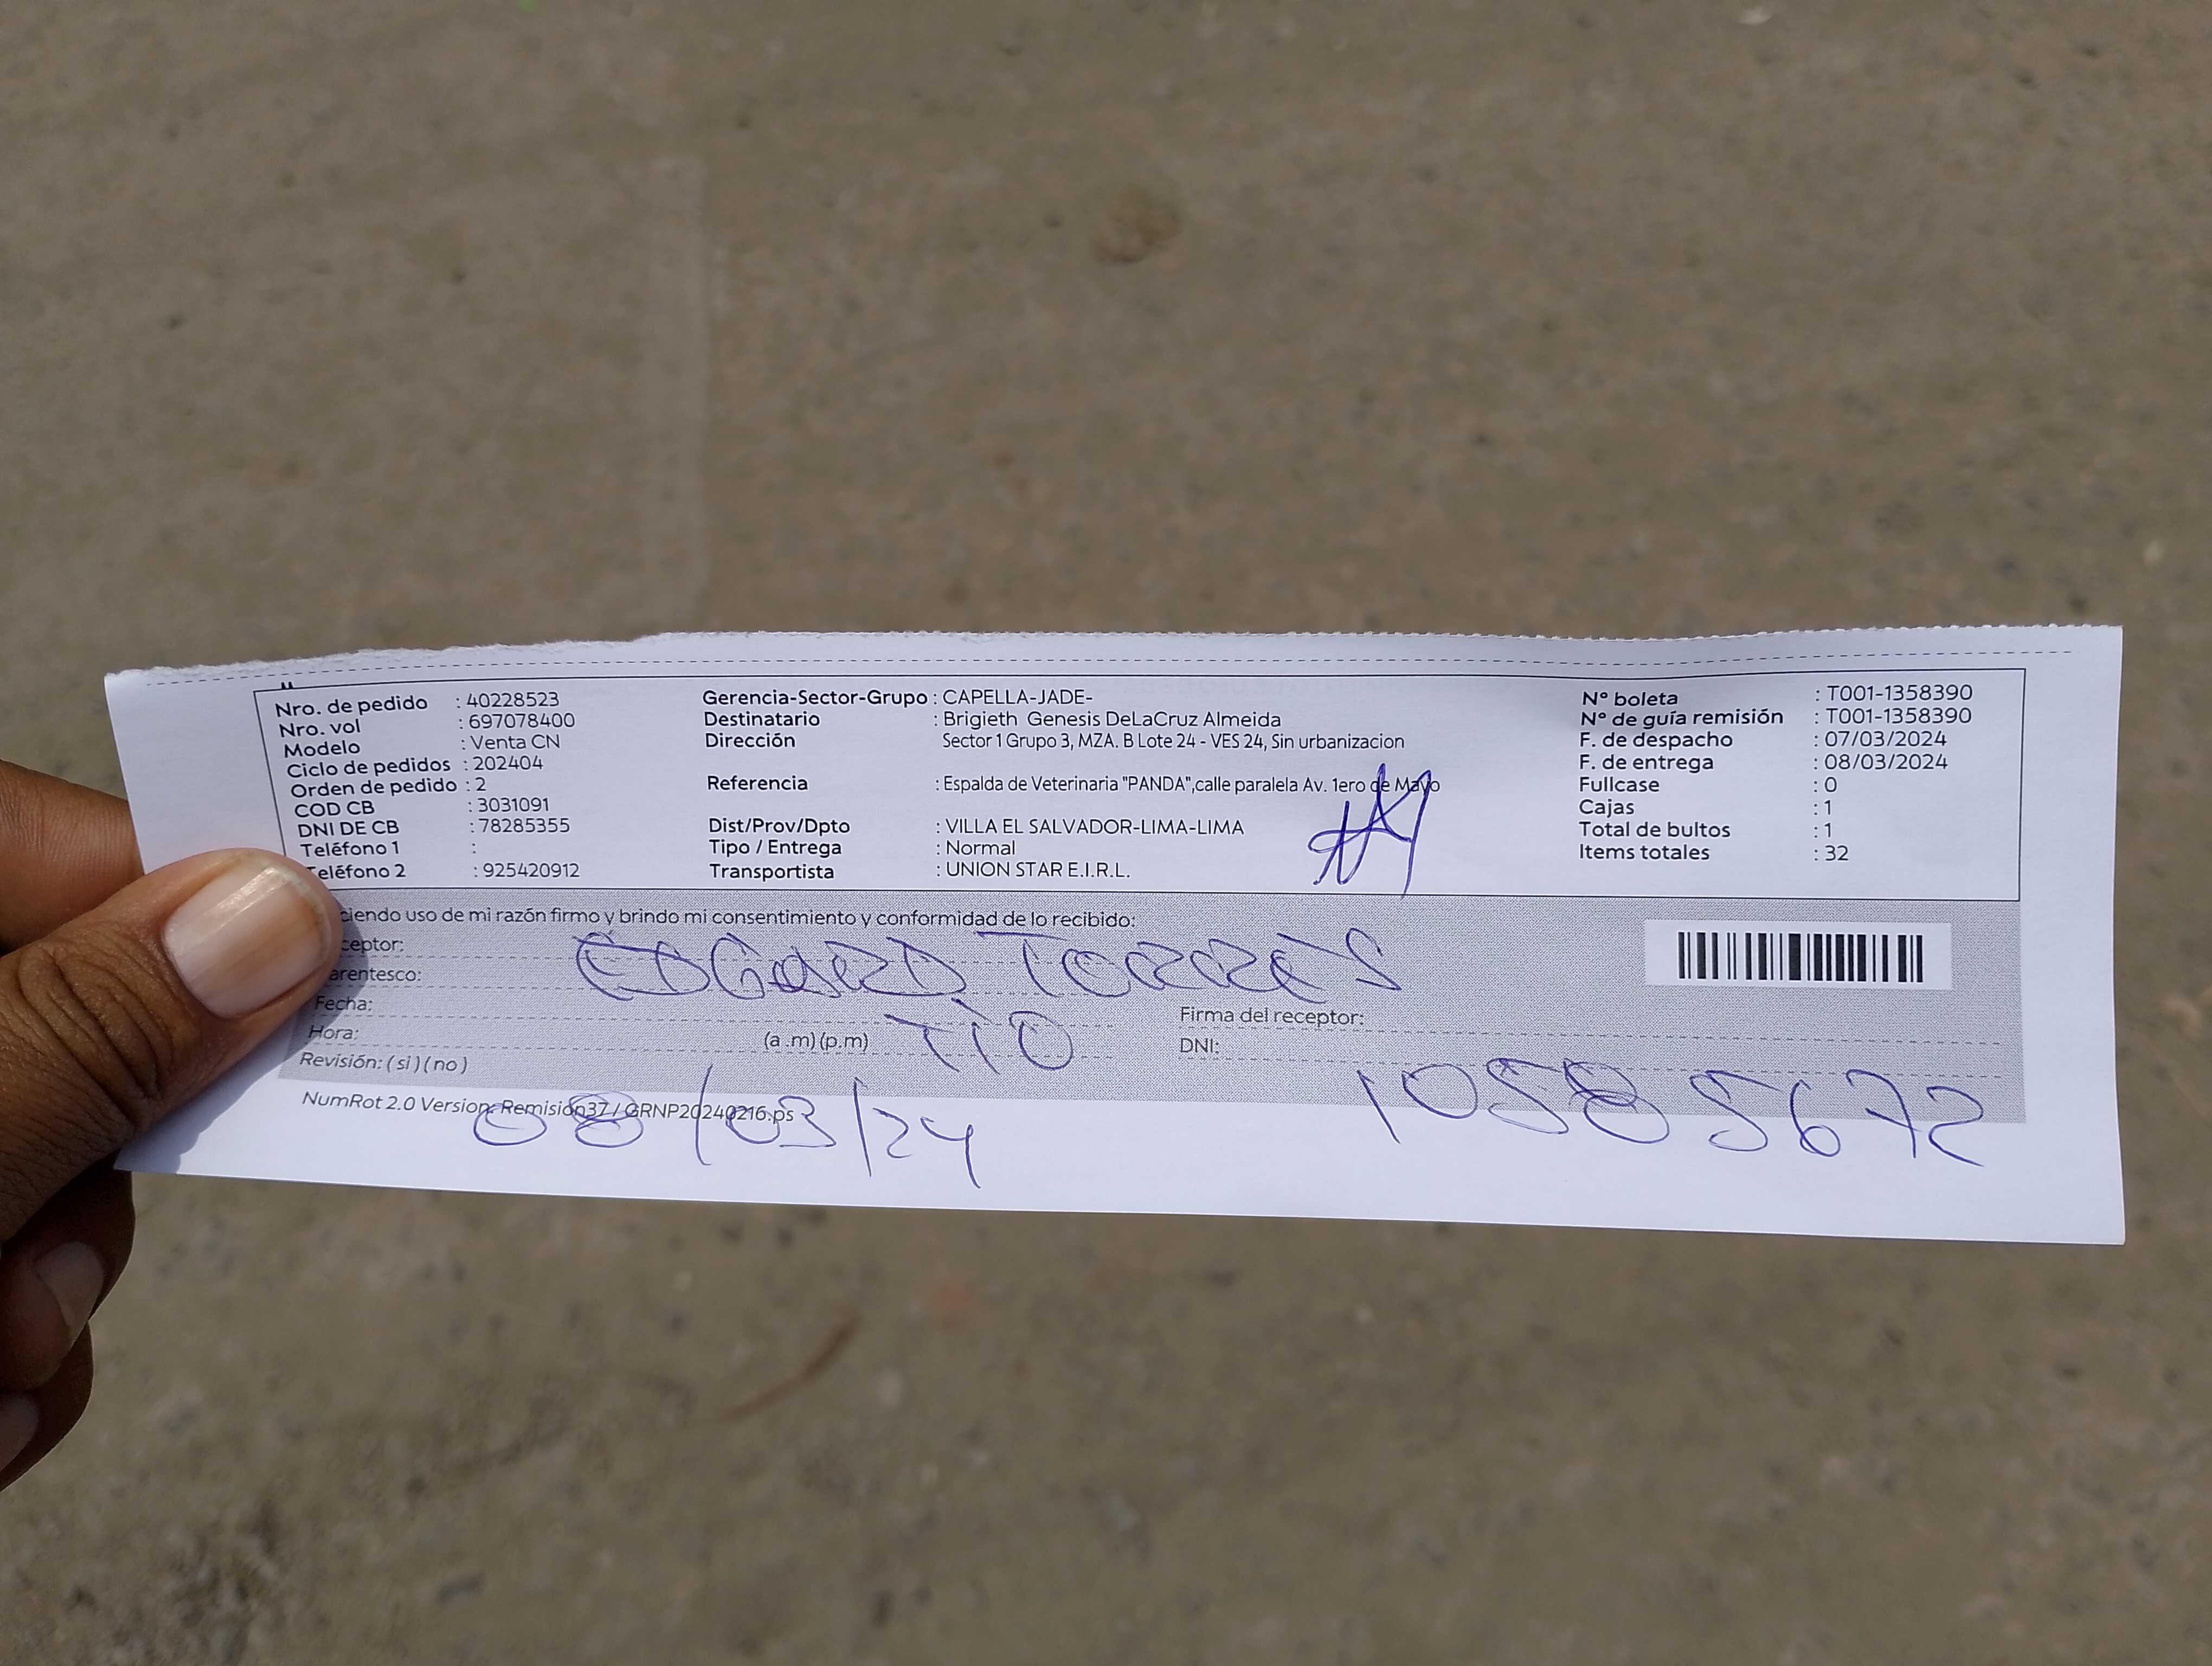 Nro. de pedido : 40228523
Nro. vol : 697078400
Modelo : Venta CN
Ciclo de pedidos : 202404
Orden de pedido : 2
COD CB : 3031091
DNI DE CB : 78285355
Teléfono 1 :
Teléfono 2 : 925420912
Gerencia-Sector-Grupo : CAPELLA-JADE-
Destinatario : Brigieth Genesis DeLaCruz Almeida
Dirección Sector 1 Grupo 3, MZA. B Lote 24 - VES 24, Sin urbanizacion
Referencia : Espalda de Veterinaria "PANDA",calle paralela Av. 1ero de Mayo
Dist/Prov/Dpto : VILLA EL SALVADOR-LIMA-LIMA
Tipo / Entrega : Normal
Transportista : UNION STAR E.I.R.L.
N° boleta : T001-1358390
N° de guía remisión : T001-1358390
F. de despacho : 07/03/2024
F. de entrega : 08/03/2024
Fullcase : 0
Cajas : 1
Total de bultos : 1
Items totales : 32
ciendo uso de mi razón firmo y brindo mi consentimiento y conformidad de lo recibido:
ceptor: EDGARD TORRES
arentesco: TIO
Fecha:
Hora: (a .m) (p.m)
Revisión: ( si ) ( no )
Firma del receptor:
DNI: 10585672
NumRot 2.0 Version: Remisión37 / GRNP20240216.ps
08/03/24